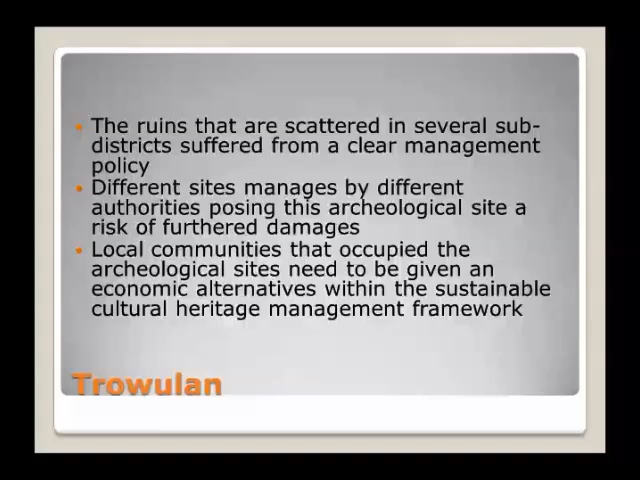 The ruins that are scattered in several sub-
districts suffered from a clear management
policy
Different sites manages by different
authorities posing this archeological site a
risk of furthered damages
Local communities that occupied the
archeological sites need to be given an
economic alternatives within the sustainable
cultural heritage management framework
Trowulan